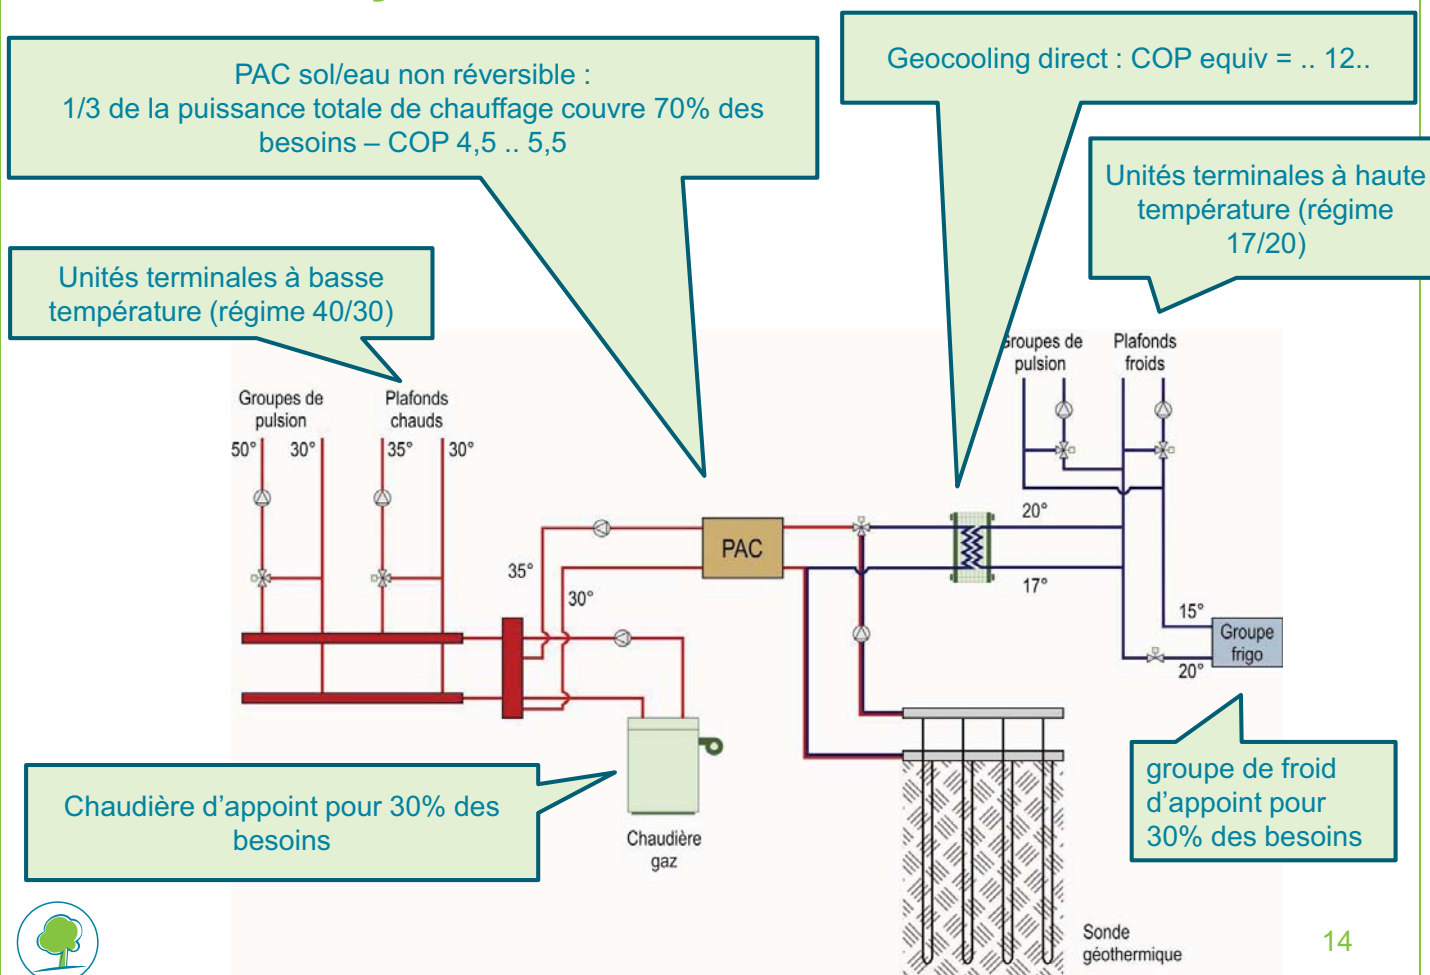 PAC sol/eau non réversible :
1/3 de la puissance totale de chauffage couvre 70% des
besoins – COP 4,5 .. 5,5
Geocooling direct : COP equiv = .. 12..
Unités terminales à haute
température (régime
17/20)
Unités terminales à basse
température (régime 40/30)
Groupes de
pulsion
Plafonds
chauds
50°
30°
35°
30°
Groupes de
pulsion
Plafonds
froids
PAC
35°
30°
20°
17°
15°
20°
Groupe
frigo
Chaudière d'appoint pour 30% des
besoins
Chaudière
gaz
groupe de froid
d'appoint pour
30% des besoins
Sonde
géothermique
14